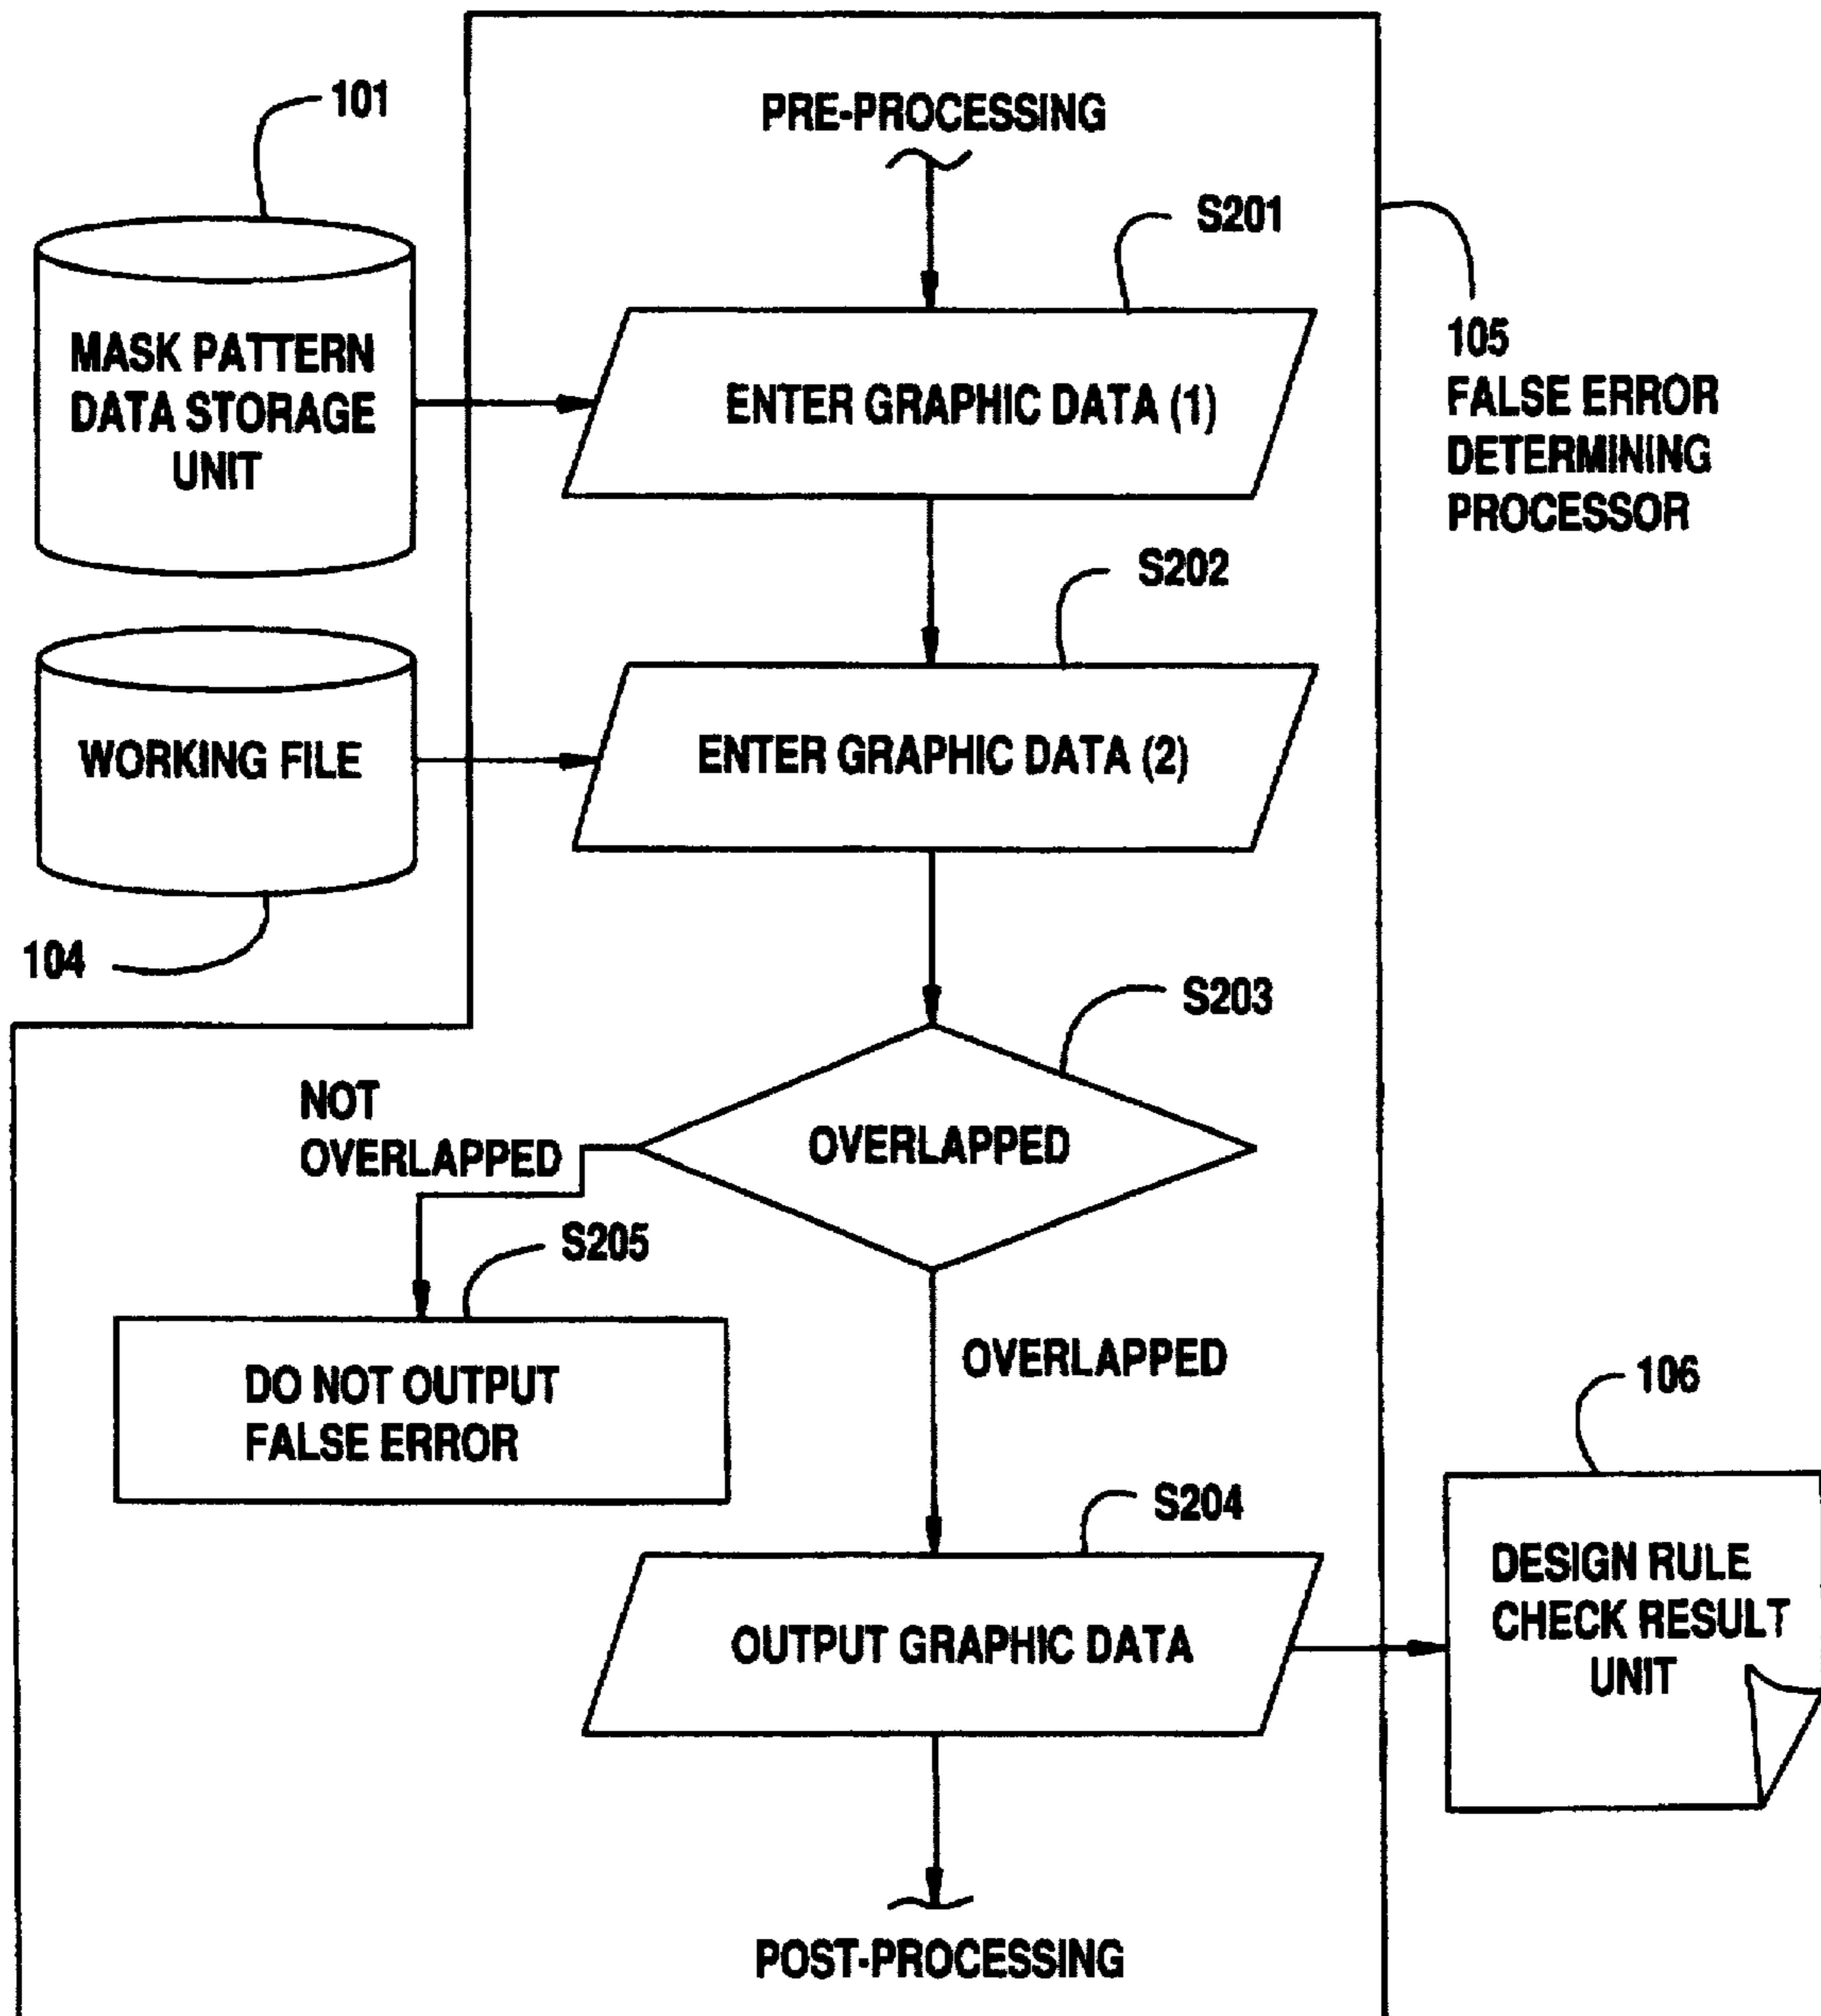 101
PRE-PROCESSING
S201
MASK PATTERN
DATA STORAGE
UNIT
ENTER GRAPHIC DATA (1)
105
FALSE ERROR
DETERMINING
PROCESSOR
S202
WORKING FILE
ENTER GRAPHIC DATA (2)
104
S203
NOT
OVERLAPPED
OVERLAPPED
S205
DO NOT OUTPUT
FALSE ERROR
OVERLAPPED
106
S204
DESIGN RULE
CHECK RESULT
UNIT
OUTPUT GRAPHIC DATA
POST-PROCESSING